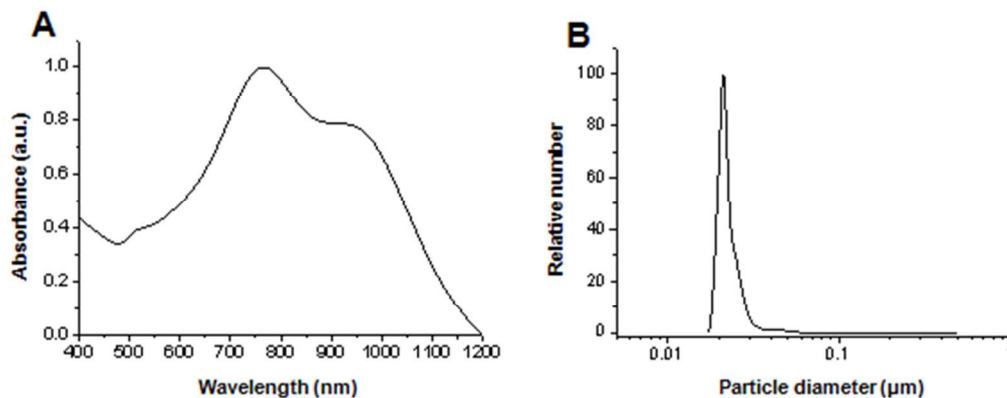 A
Absorbance (a.u.)
1.0
0.8
0.6
0.4
0.2
0.0
400 500 600 700 800 900 1000 1100 1200
Wavelength (nm)
B
Relative number
100
80
60
40
20
0
0.01 0.1
Particle diameter (µm)